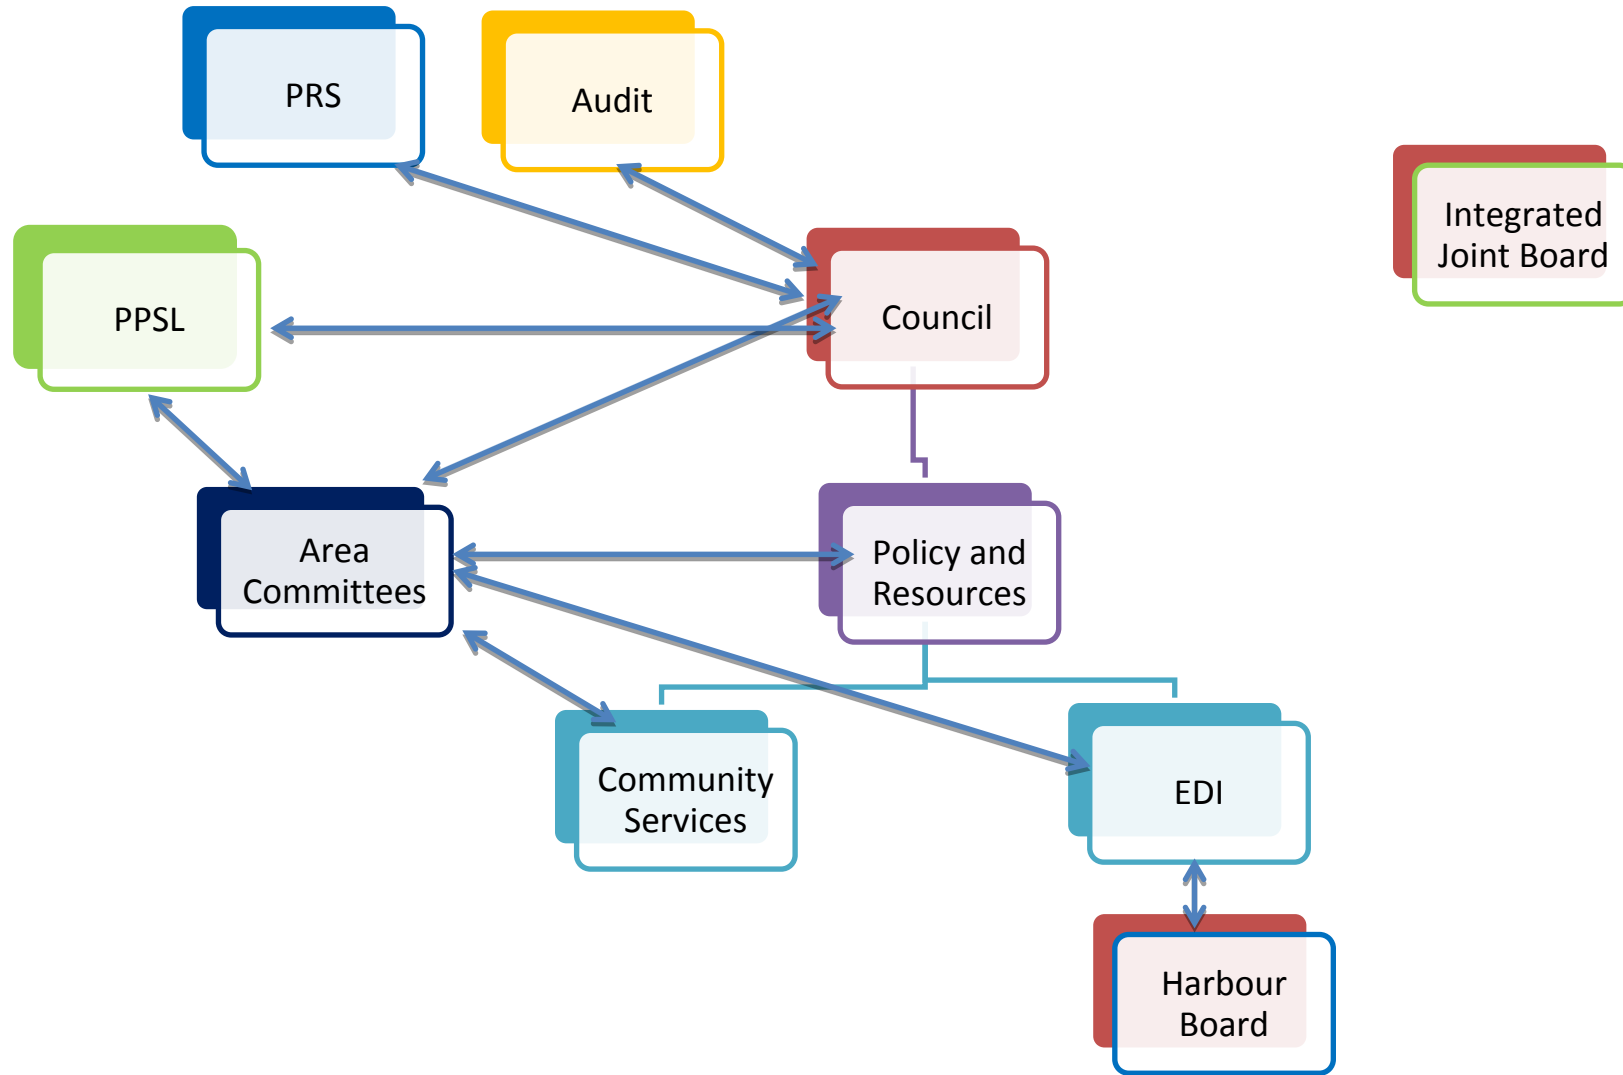 PRS
Audit
Integrated
Joint Board
PPSL
Council
Area
Committees
Policy and
Resources
Community
Services
EDI
Harbour
Board